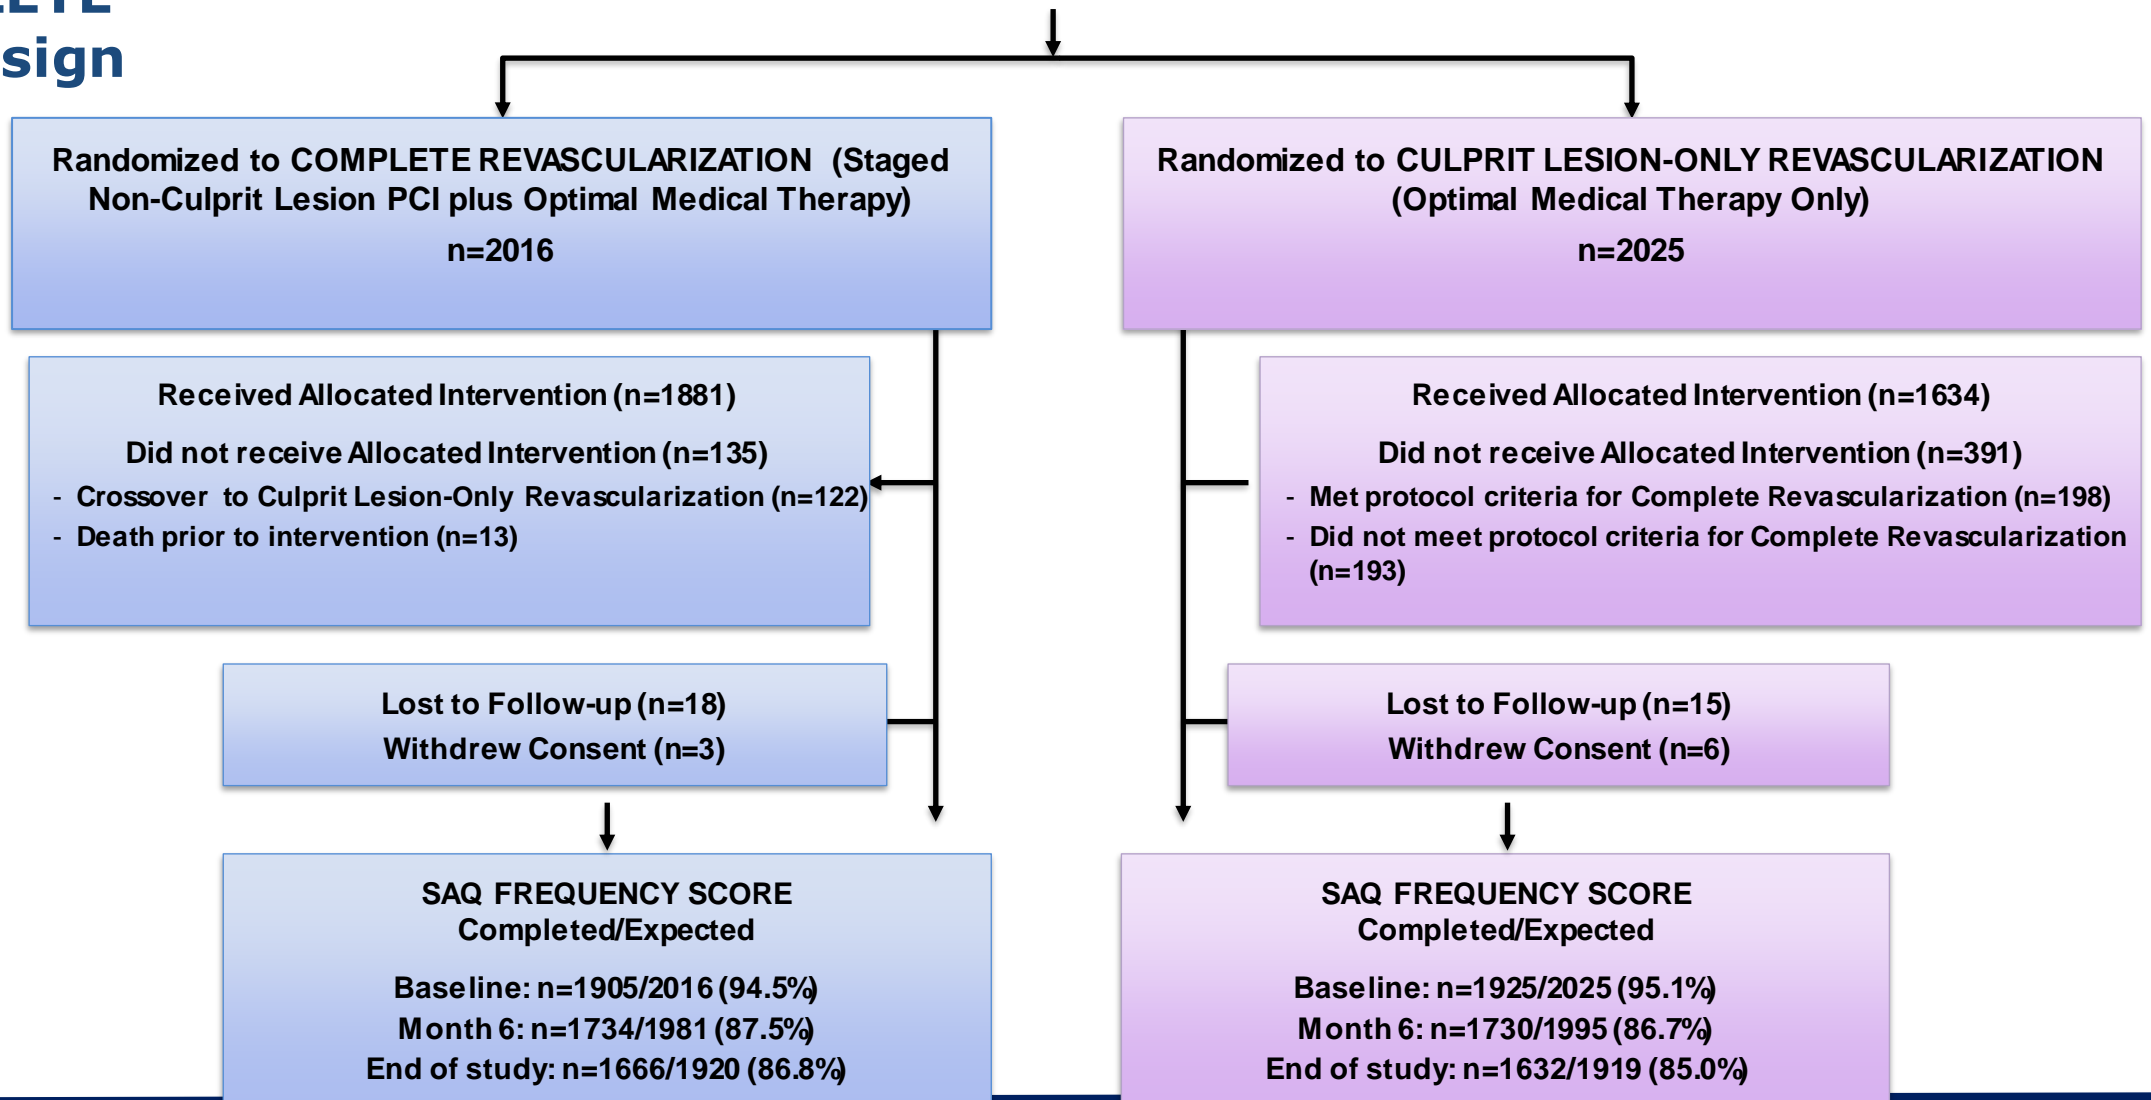 sign
Randomized to COMPLETE REVASCULARIZATION (Staged
Non-Culprit Lesion PCI plus Optimal Medical Therapy)
n=2016
Randomized to CULPRIT LESION-ONLY REVASCULARIZATION
(Optimal Medical Therapy Only)
n=2025
Received Allocated Intervention (n=1881)
Did not receive Allocated Intervention (n=135)
- Crossover to Culprit Lesion-Only Revascularization (n=122)
- Death prior to intervention (n=13)
Received Allocated Intervention (n=1634)
Did not receive Allocated Intervention (n=391)
- Met protocol criteria for Complete Revascularization (n=198)
- Did not meet protocol criteria for Complete Revascularization
(n=193)
Lost to Follow-up (n=18)
Withdrew Consent (n=3)
Lost to Follow-up (n=15)
Withdrew Consent (n=6)
SAQ FREQUENCY SCORE
Completed/Expected
Baseline: n=1905/2016 (94.5%)
Month 6: n=1734/1981 (87.5%)
End of study: n=1666/1920 (86.8%)
SAQ FREQUENCY SCORE
Completed/Expected
Baseline: n=1925/2025 (95.1%)
Month 6: n=1730/1995 (86.7%)
End of study: n=1632/1919 (85.0%)